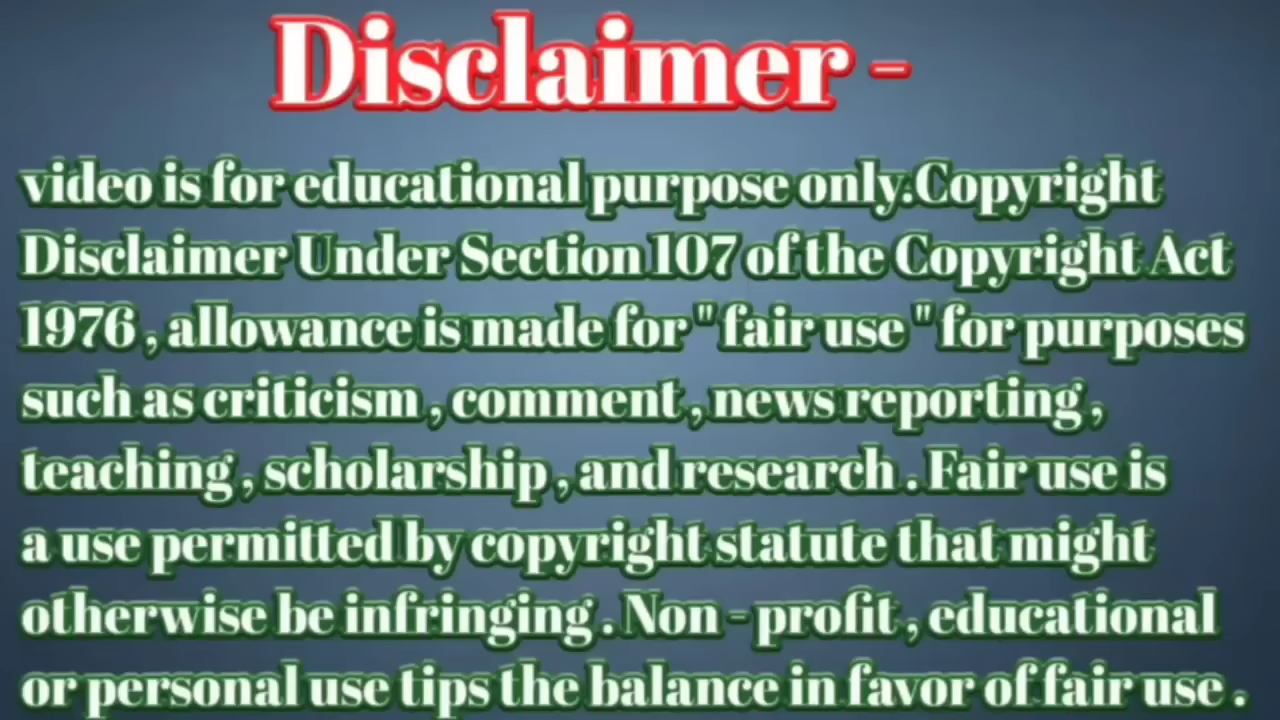 Disclaimer -
video is for educational purpose only.Copyright
Disclaimer Under Section 107 of the Copyright Act
1976 , allowance is made for " fair use " for purposes
such as criticism , comment , news reporting ,
teaching , scholarship , and research . Fair use is
a use permitted by copyright statute that might
otherwise be infringing . Non - profit , educational
or personal use tips the balance in favor of fair use .